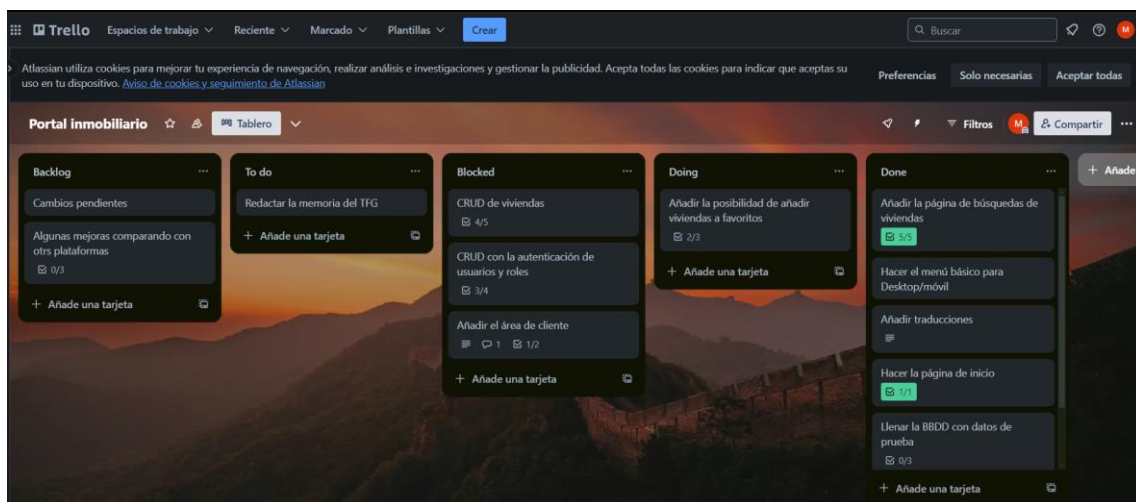 Trello Espacios de trabajo Reciente Marcado Plantillas Crear Buscar M
Atlassian utiliza cookies para mejorar tu experiencia de navegación, realizar análisis e investigaciones y gestionar la publicidad. Acepta todas las cookies para indicar que aceptas su
uso en tu dispositivo. Aviso de cookies y seguimiento de Atlassian
Preferencias Solo necesarias Aceptar todas
Portal inmobiliario Tablero Filtros M Compartir
Backlog
Cambios pendientes
Algunas mejoras comparando con
otrs plataformas
0/3
+ Añade una tarjeta
To do
Redactar la memoria del TFG
+ Añade una tarjeta
Blocked
CRUD de viviendas
4/5
CRUD con la autenticación de
usuarios y roles
3/4
Añadir el área de cliente
1 1/2
+ Añade una tarjeta
Doing
Añadir la posibilidad de añadir
viviendas a favoritos
2/3
+ Añade una tarjeta
Done
Añadir la página de búsquedas de
viviendas
5/5
Hacer el menú básico para
Desktop/móvil
Añadir traducciones
Hacer la página de inicio
1/1
Llenar la BBDD con datos de
prueba
0/3
+ Añade una tarjeta
+ Añade